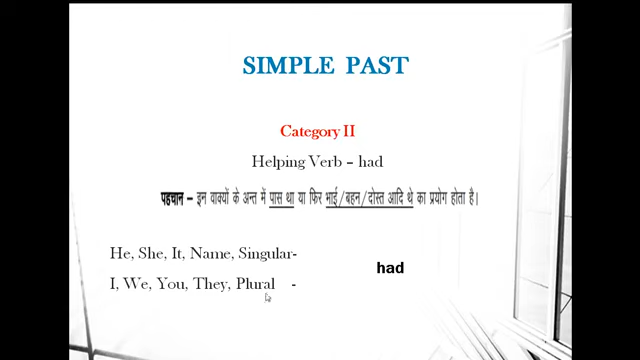 SIMPLE PAST
Category II
Helping Verb – had
पहचान - इन वाक्यों के अन्त में पास था या फिर भाई/बहन/दोस्त आदि थे का प्रयोग होता है।
He, She, It, Name, Singular-
had
I, We, You, They, Plural -